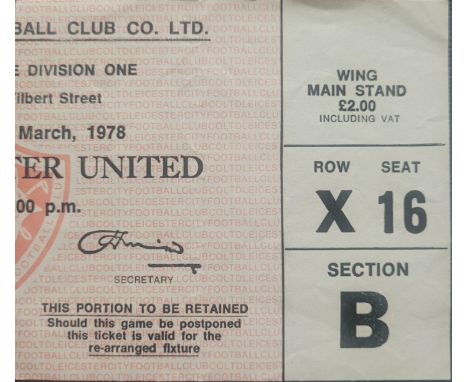 BALL CLUB CO. LTD.
E DIVISION ONE
ilbert Street
March, 1978
TER UNITED
00 p.m.
SECRETARY
THIS PORTION TO BE RETAINED
Should this game be postponed
this ticket is valid for the
re-arranged fixture
WING
MAIN STAND
£2.00
INCLUDING VAT
ROW SEAT
X 16
SECTION
B